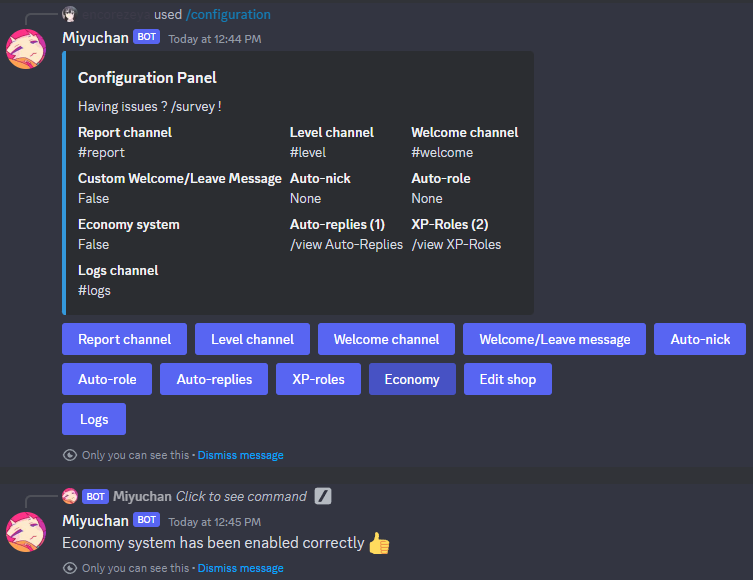 used /configuration
Miyuchan BOT Today at 12:44 PM
Configuration Panel
Having issues ? /survey !
Report channel Level channel Welcome channel
#report #level #welcome
Custom Welcome/Leave Message Auto-nick Auto-role
False None None
Economy system Auto-replies (1) XP-Roles (2)
False /view Auto-Replies /view XP-Roles
Logs channel
#logs
Report channel Level channel Welcome channel Welcome/Leave message Auto-nick
Auto-role Auto-replies XP-roles Economy Edit shop
Logs
Only you can see this • Dismiss message
BOT Miyuchan Click to see command
Miyuchan BOT Today at 12:45 PM
Economy system has been enabled correctly 👍
Only you can see this • Dismiss message